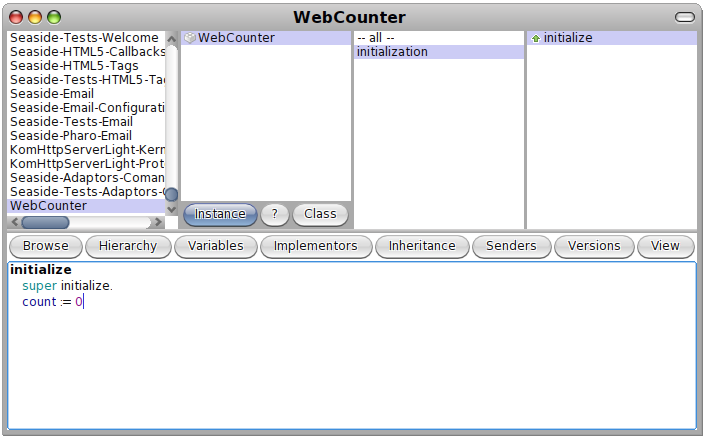 WebCounter
Seaside-Tests-Welcome
Seaside-HTML5-Callbacks
Seaside-HTML5-Tags
Seaside-Tests-HTML5-Ta
Seaside-Email
Seaside-Email-Configurati
Seaside-Tests-Email
Seaside-Pharo-Email
KomHttpServerLight-Kern
KomHttpServerLight-Prot
Seaside-Adaptors-Coman
Seaside-Tests-Adaptors-C
WebCounter
WebCounter
Instance
?
Class
-- all --
initialization
initialize
Browse
Hierarchy
Variables
Implementors
Inheritance
Senders
Versions
View
initialize
super initialize.
count := 0